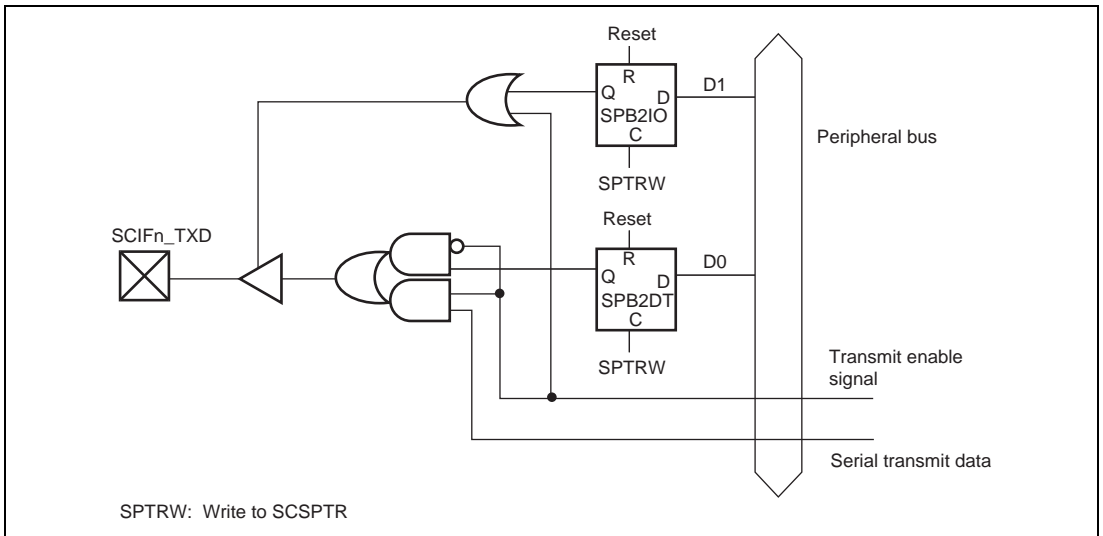 Reset
R
Q
D
D1
SPB2IO
C
SPTRW
Peripheral bus
Reset
R
Q
D
D0
SPB2DT
C
SPTRW
SCIFn_TXD
Transmit enable
signal
Serial transmit data
SPTRW: Write to SCSPTR